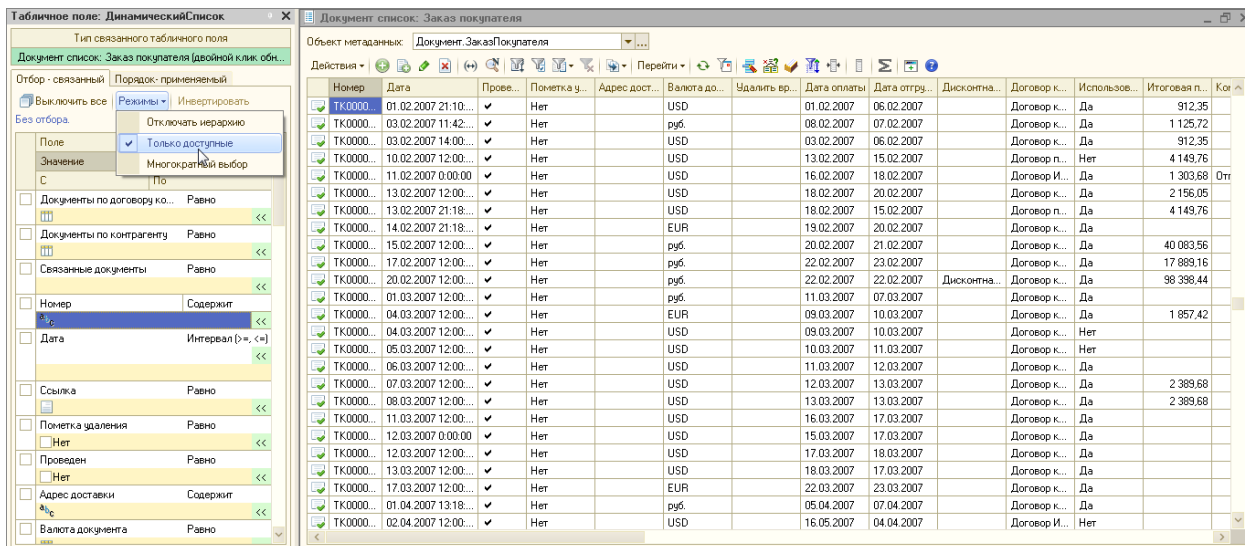 Табличное поле: ДинамическийСписок
Тип связанного табличного поля
Документ список: Заказ покупателя (двойной клик обн...
Отбор - связанный Порядок- применяемый
Выключить все Режимы Инвертировать
Без отбора.
Отключать иерархию
Только доступные
Многократный выбор
Поле
Значение
С По
Документы по договору ко... Равно
<<
Документы по контрагенту Равно
<<
Связанные документы Равно
<<
Номер Содержит
<<
Дата Интервал (>=, <=)
<<
Ссылка Равно
<<
Пометка удаления Равно
Нет <<
Проведен Равно
Нет <<
Адрес доставки Содержит
<<
Валюта документа Равно
Документ список: Заказ покупателя
Объект метаданных: Документ.ЗаказПокупателя ...
Действия Перейти
Номер Дата Прове... Пометка у... Адрес дост... Валюта до... Удалить вр... Дата оплаты Дата отгру... Дисконтна... Договор к... Использов... Итоговая п... Ком
ТК0000... 01.02.2007 21:10:... Нет USD 01.02.2007 06.02.2007 Договор к... Да 912,35
ТК0000... 03.02.2007 11:42:... Нет руб. 08.02.2007 07.02.2007 Договор к... Да 1 125,72
ТК0000... 03.02.2007 14:00:... Нет USD 03.02.2007 06.02.2007 Договор к... Да 912,35
ТК0000... 10.02.2007 12:00:... Нет USD 13.02.2007 15.02.2007 Договор п... Нет 4 149,76
ТК0000... 11.02.2007 0:00:00 Нет USD 16.02.2007 18.02.2007 Договор И... Да 1 303,68 Отг
ТК0000... 13.02.2007 12:00:... Нет USD 18.02.2007 20.02.2007 Договор к... Да 2 156,05
ТК0000... 13.02.2007 21:18:... Нет USD 18.02.2007 15.02.2007 Договор п... Да 4 149,76
ТК0000... 14.02.2007 21:18:... Нет EUR 19.02.2007 20.02.2007 Договор к... Да
ТК0000... 15.02.2007 12:00:... Нет руб. 20.02.2007 21.02.2007 Договор к... Да 40 083,56
ТК0000... 17.02.2007 12:00:... Нет руб. 22.02.2007 23.02.2007 Договор к... Да 17 889,16
ТК0000... 20.02.2007 12:00:... Нет руб. 22.02.2007 22.02.2007 Дисконтна... Договор к... Да 98 398,44
ТК0000... 01.03.2007 12:00:... Нет руб. 11.03.2007 07.03.2007 Договор к... Да
ТК0000... 04.03.2007 12:00:... Нет EUR 09.03.2007 10.03.2007 Договор к... Да 1 857,42
ТК0000... 04.03.2007 12:00:... Нет USD 09.03.2007 10.03.2007 Договор к... Нет
ТК0000... 05.03.2007 12:00:... Нет USD 10.03.2007 11.03.2007 Договор к... Нет
ТК0000... 06.03.2007 12:00:... Нет USD 11.03.2007 12.03.2007 Договор к... Да
ТК0000... 07.03.2007 12:00:... Нет USD 12.03.2007 13.03.2007 Договор к... Да 2 389,68
ТК0000... 08.03.2007 12:00:... Нет USD 13.03.2007 13.03.2007 Договор к... Да 2 389,68
ТК0000... 11.03.2007 12:00:... Нет USD 16.03.2007 17.03.2007 Договор к... Да
ТК0000... 12.03.2007 0:00:00 Нет USD 15.03.2007 17.03.2007 Договор к... Да
ТК0000... 12.03.2007 12:00:... Нет USD 17.03.2007 18.03.2007 Договор к... Да
ТК0000... 13.03.2007 12:00:... Нет USD 18.03.2007 17.03.2007 Договор к... Да
ТК0000... 17.03.2007 12:00:... Нет EUR 22.03.2007 23.03.2007 Договор к... Да
ТК0000... 01.04.2007 13:18:... Нет руб. 05.04.2007 07.04.2007 Договор к... Да
ТК0000... 02.04.2007 12:00:... Нет USD 16.05.2007 04.04.2007 Договор И... Нет